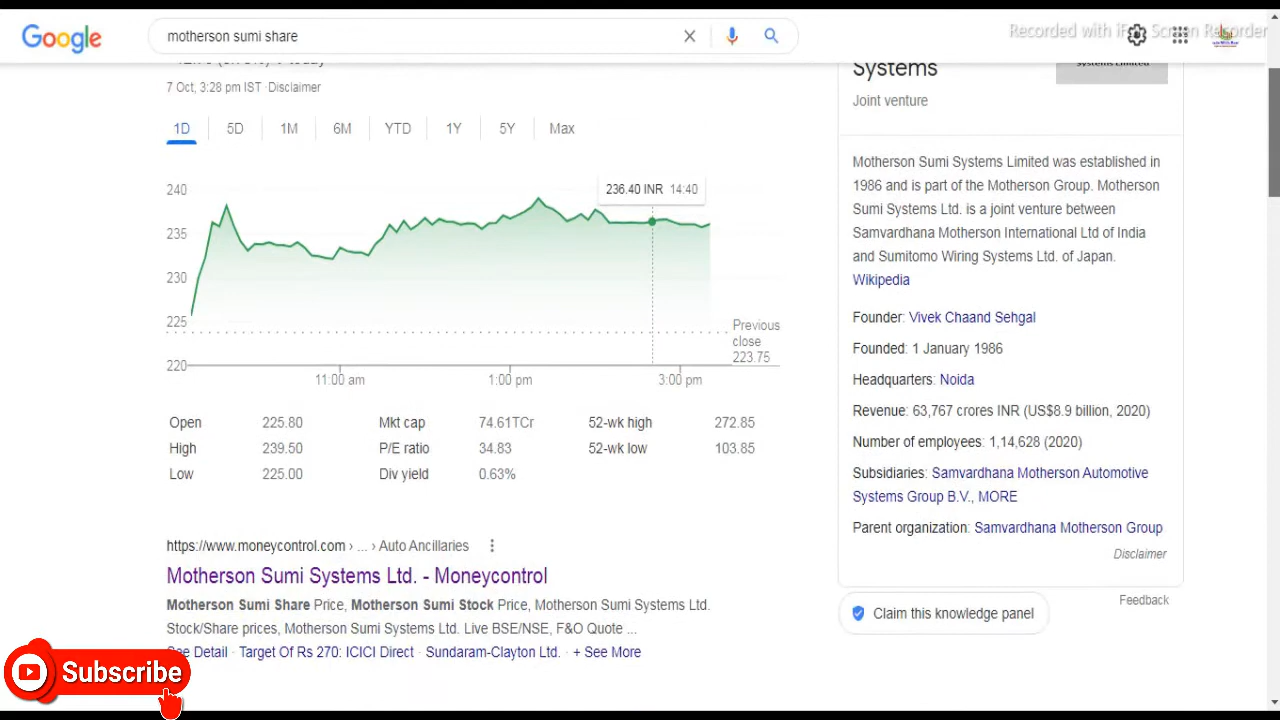 Google
motherson sumi share
Recorded with iFun Screen Recorder
7 Oct, 3:28 pm IST · Disclaimer
1D 5D 1M 6M YTD 1Y 5Y Max
236.40 INR 14:40
240
235
230
225
220
Previous
close
223.75
11:00 am 1:00 pm 3:00 pm
Open 225.80 Mkt cap 74.61TCr 52-wk high 272.85
High 239.50 P/E ratio 34.83 52-wk low 103.85
Low 225.00 Div yield 0.63%
https://www.moneycontrol.com › ... › Auto Ancillaries
Motherson Sumi Systems Ltd. - Moneycontrol
Motherson Sumi Share Price, Motherson Sumi Stock Price, Motherson Sumi Systems Ltd.
Stock/Share prices, Motherson Sumi Systems Ltd. Live BSE/NSE, F&O Quote ...
See Detail · Target Of Rs 270: ICICI Direct · Sundaram-Clayton Ltd. · + See More
Subscribe
Systems
Joint venture
Motherson Sumi Systems Limited was established in
1986 and is part of the Motherson Group. Motherson
Sumi Systems Ltd. is a joint venture between
Samvardhana Motherson International Ltd of India
and Sumitomo Wiring Systems Ltd. of Japan.
Wikipedia
Founder: Vivek Chaand Sehgal
Founded: 1 January 1986
Headquarters: Noida
Revenue: 63,767 crores INR (US$8.9 billion, 2020)
Number of employees: 1,14,628 (2020)
Subsidiaries: Samvardhana Motherson Automotive
Systems Group B.V., MORE
Parent organization: Samvardhana Motherson Group
Disclaimer
Claim this knowledge panel
Feedback